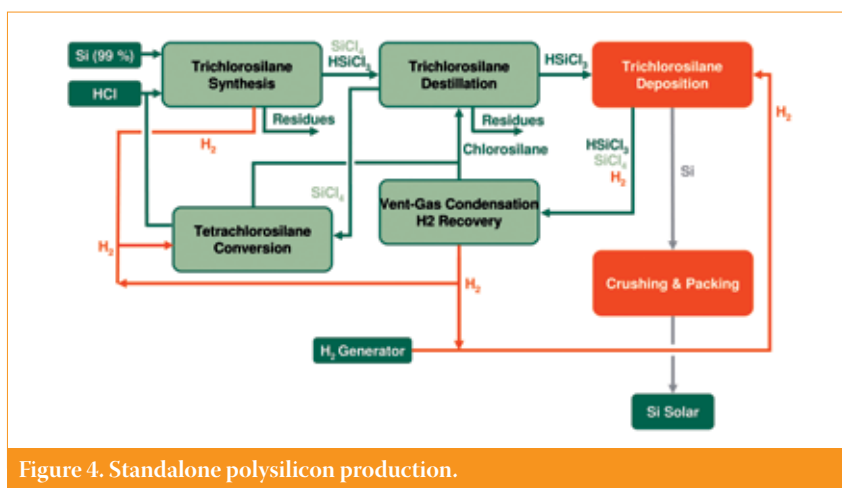 Si (99 %)
HCl
Trichlorosilane
Synthesis
SiCl₄
HSiCl₃
Trichlorosilane
Destillation
HSiCl₃
Trichlorosilane
Deposition
H₂
Residues
H₂
Residues
Chlorosilane
HSiCl₃
SiCl₄
H₂
Si
SiCl₄
Vent-Gas Condensation
H2 Recovery
Tetrachlorosilane
Conversion
H₂
H₂
Crushing & Packing
H₂ Generator
Si Solar
Figure 4. Standalone polysilicon production.